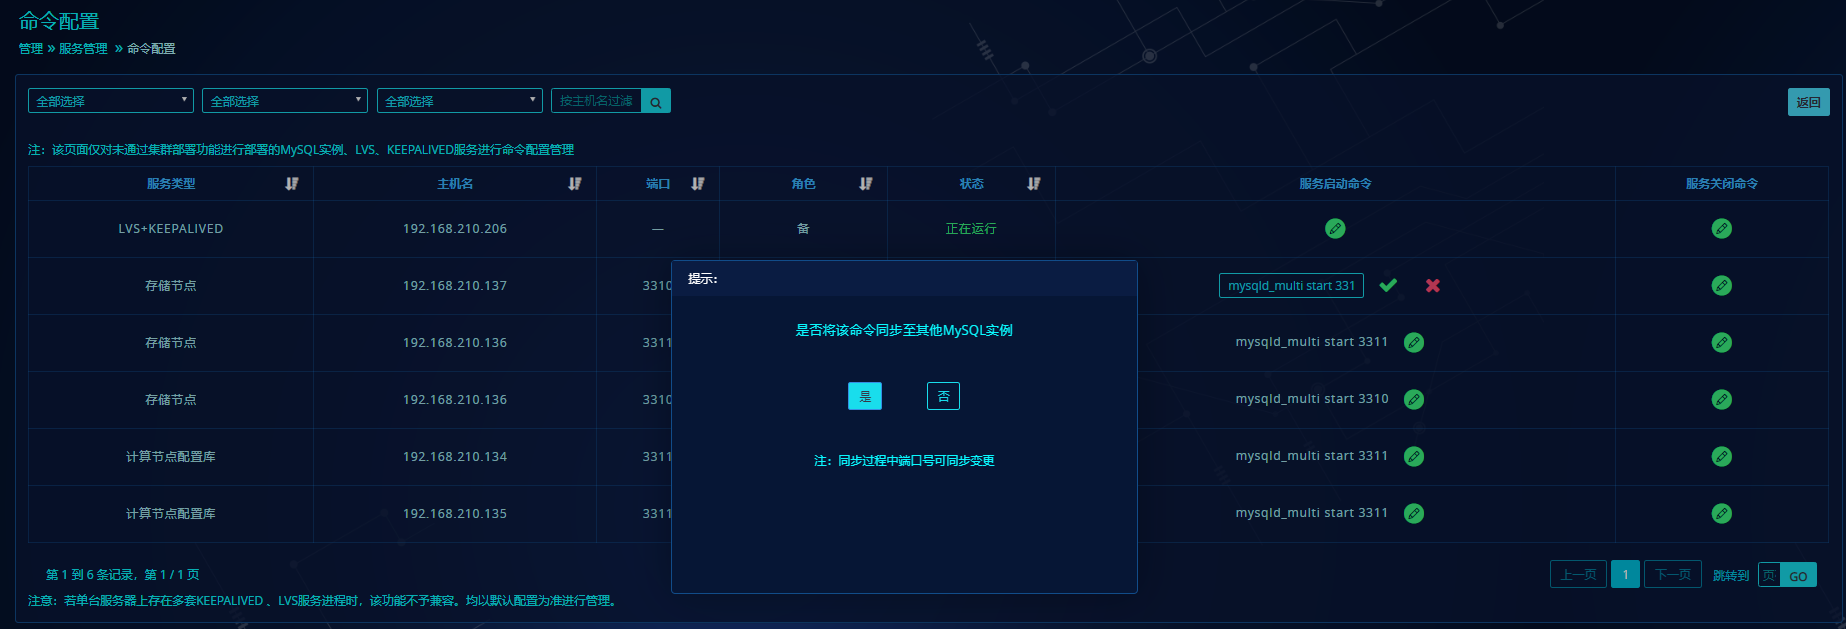 命令配置
管理 » 服务管理 » 命令配置
全部选择 全部选择 全部选择 按主机名过滤 返回
注：该页面仅对未通过集群部署功能进行部署的MySQL实例、LVS、KEEPALIVED服务进行命令配置管理
服务类型 主机名 端口 角色 状态 服务启动命令 服务关闭命令
LVS+KEEPALIVED 192.168.210.206 — 备 正在运行
存储节点 192.168.210.137 3310 mysqld_multi start 331
存储节点 192.168.210.136 3311 mysqld_multi start 3311
存储节点 192.168.210.136 3310 mysqld_multi start 3310
计算节点配置库 192.168.210.134 3311 mysqld_multi start 3311
计算节点配置库 192.168.210.135 3311 mysqld_multi start 3311
提示：
是否将该命令同步至其他MySQL实例
是 否
注：同步过程中端口号可同步变更
第 1 到 6 条记录，第 1 / 1 页
上一页 1 下一页 跳转到 页 GO
注意：若单台服务器上存在多套KEEPALIVED 、LVS服务进程时，该功能不予兼容。均以默认配置为准进行管理。